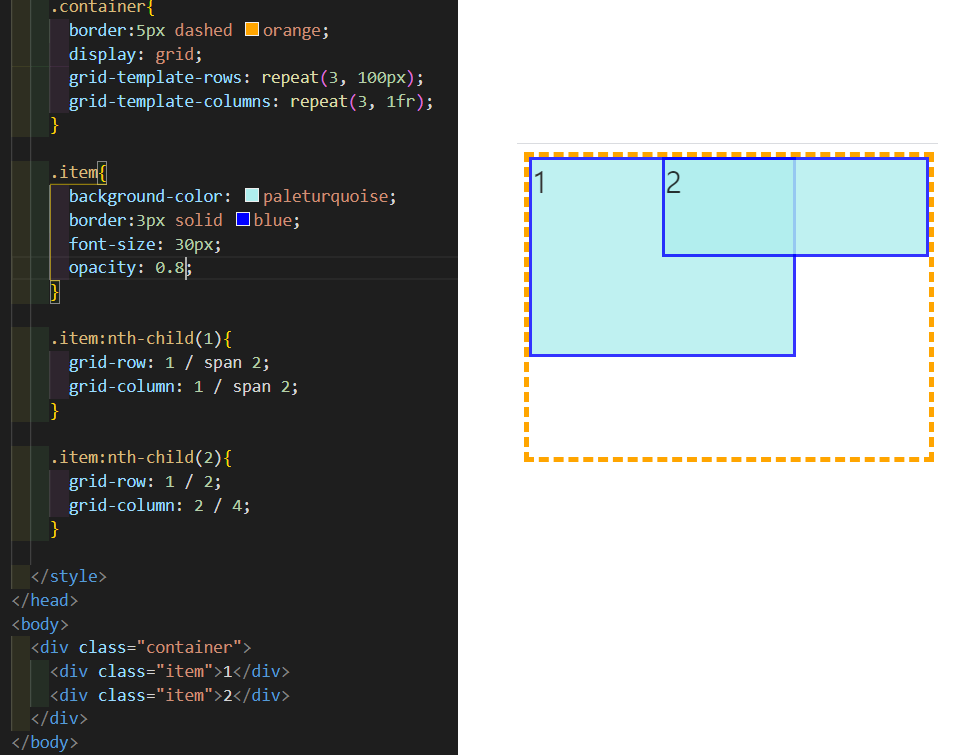 .container{
border:5px dashed orange;
display: grid;
grid-template-rows: repeat(3, 100px);
grid-template-columns: repeat(3, 1fr);
}
.item{
background-color: paleturquoise;
border:3px solid blue;
font-size: 30px;
opacity: 0.8;
}
.item:nth-child(1){
grid-row: 1 / span 2;
grid-column: 1 / span 2;
}
.item:nth-child(2){
grid-row: 1 / 2;
grid-column: 2 / 4;
}
</style>
</head>
<body>
<div class="container">
<div class="item">1</div>
<div class="item">2</div>
</div>
</body>
1
2